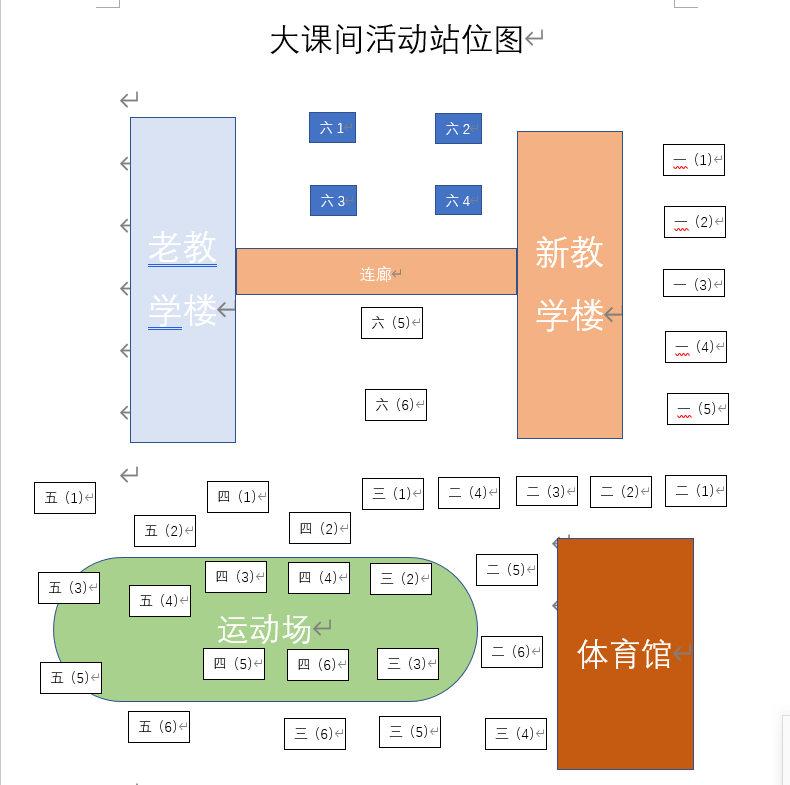 大课间活动站位图
六 1
六 2
六 3
六 4
老教
学楼
新教
学楼
连廊
六（5）
六（6）
一（1）
一（2）
一（3）
一（4）
一（5）
五（1）
四（1）
三（1）
二（4）
二（3）
二（2）
二（1）
五（2）
四（2）
五（3）
五（4）
四（3）
四（4）
三（2）
二（5）
运动场
体育馆
五（5）
四（5）
四（6）
三（3）
二（6）
五（6）
三（6）
三（5）
三（4）